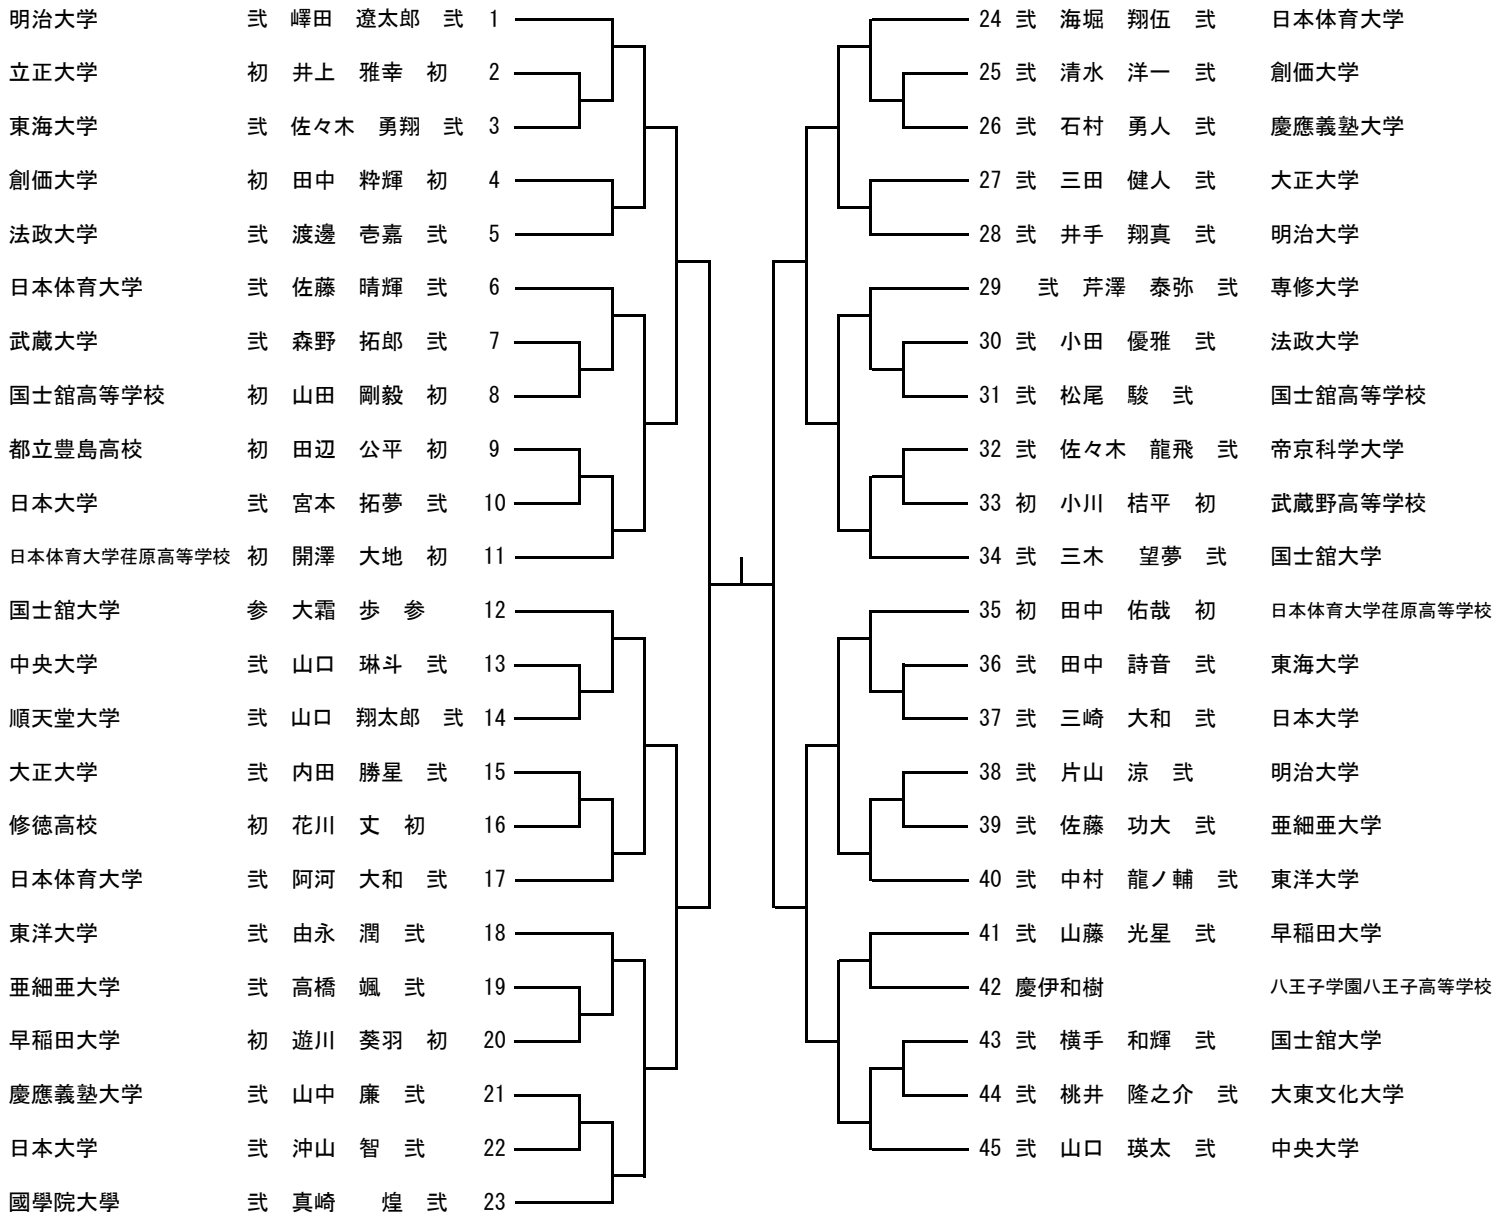 明治大学 弐 嶧田 遼太郎 弐 1
立正大学 初 井上 雅幸 初 2
東海大学 弐 佐々木 勇翔 弐 3
創価大学 初 田中 粋輝 初 4
法政大学 弐 渡邊 壱嘉 弐 5
日本体育大学 弐 佐藤 晴輝 弐 6
武蔵大学 弐 森野 拓郎 弐 7
国士舘高等学校 初 山田 剛毅 初 8
都立豊島高校 初 田辺 公平 初 9
日本大学 弐 宮本 拓夢 弐 10
日本体育大学荏原高等学校 初 開澤 大地 初 11
国士舘大学 参 大霜 歩 参 12
中央大学 弐 山口 琳斗 弐 13
順天堂大学 弐 山口 翔太郎 弐 14
大正大学 弐 内田 勝星 弐 15
修徳高校 初 花川 丈 初 16
日本体育大学 弐 阿河 大和 弐 17
東洋大学 弐 由永 潤 弐 18
亜細亜大学 弐 高橋 颯 弐 19
早稲田大学 初 遊川 葵羽 初 20
慶應義塾大学 弐 山中 廉 弐 21
日本大学 弐 沖山 智 弐 22
國學院大學 弐 真崎 煌 弐 23
24 弐 海堀 翔伍 弐 日本体育大学
25 弐 清水 洋一 弐 創価大学
26 弐 石村 勇人 弐 慶應義塾大学
27 弐 三田 健人 弐 大正大学
28 弐 井手 翔真 弐 明治大学
29 弐 芹澤 泰弥 弐 専修大学
30 弐 小田 優雅 弐 法政大学
31 弐 松尾 駿 弐 国士舘高等学校
32 弐 佐々木 龍飛 弐 帝京科学大学
33 初 小川 桔平 初 武蔵野高等学校
34 弐 三木 望夢 弐 国士舘大学
35 初 田中 佑哉 初 日本体育大学荏原高等学校
36 弐 田中 詩音 弐 東海大学
37 弐 三崎 大和 弐 日本大学
38 弐 片山 涼 弐 明治大学
39 弐 佐藤 功大 弐 亜細亜大学
40 弐 中村 龍ノ輔 弐 東洋大学
41 弐 山藤 光星 弐 早稲田大学
42 慶伊和樹 八王子学園八王子高等学校
43 弐 横手 和輝 弐 国士舘大学
44 弐 桃井 隆之介 弐 大東文化大学
45 弐 山口 瑛太 弐 中央大学